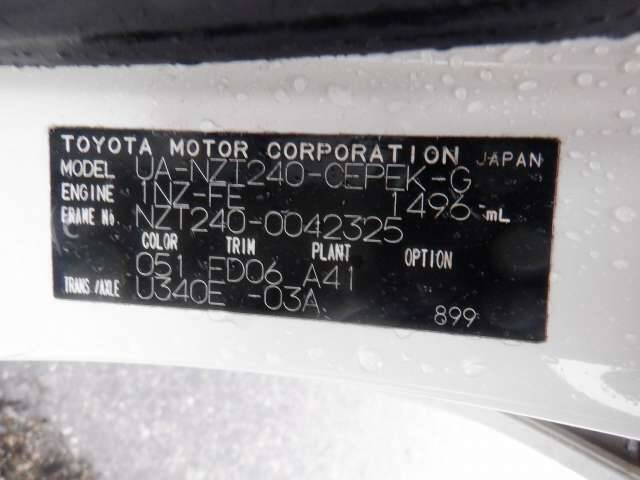 TOYOTA MOTOR CORPORATION JAPAN
MODEL UA-NZT240-CEPEK-G
ENGINE 1NZ-FE 1496 mL
FRAME No. NZT240-0042325
COLOR TRIM PLANT OPTION
051 FD06 A41
TRANS/AXLE U340E -03A
899